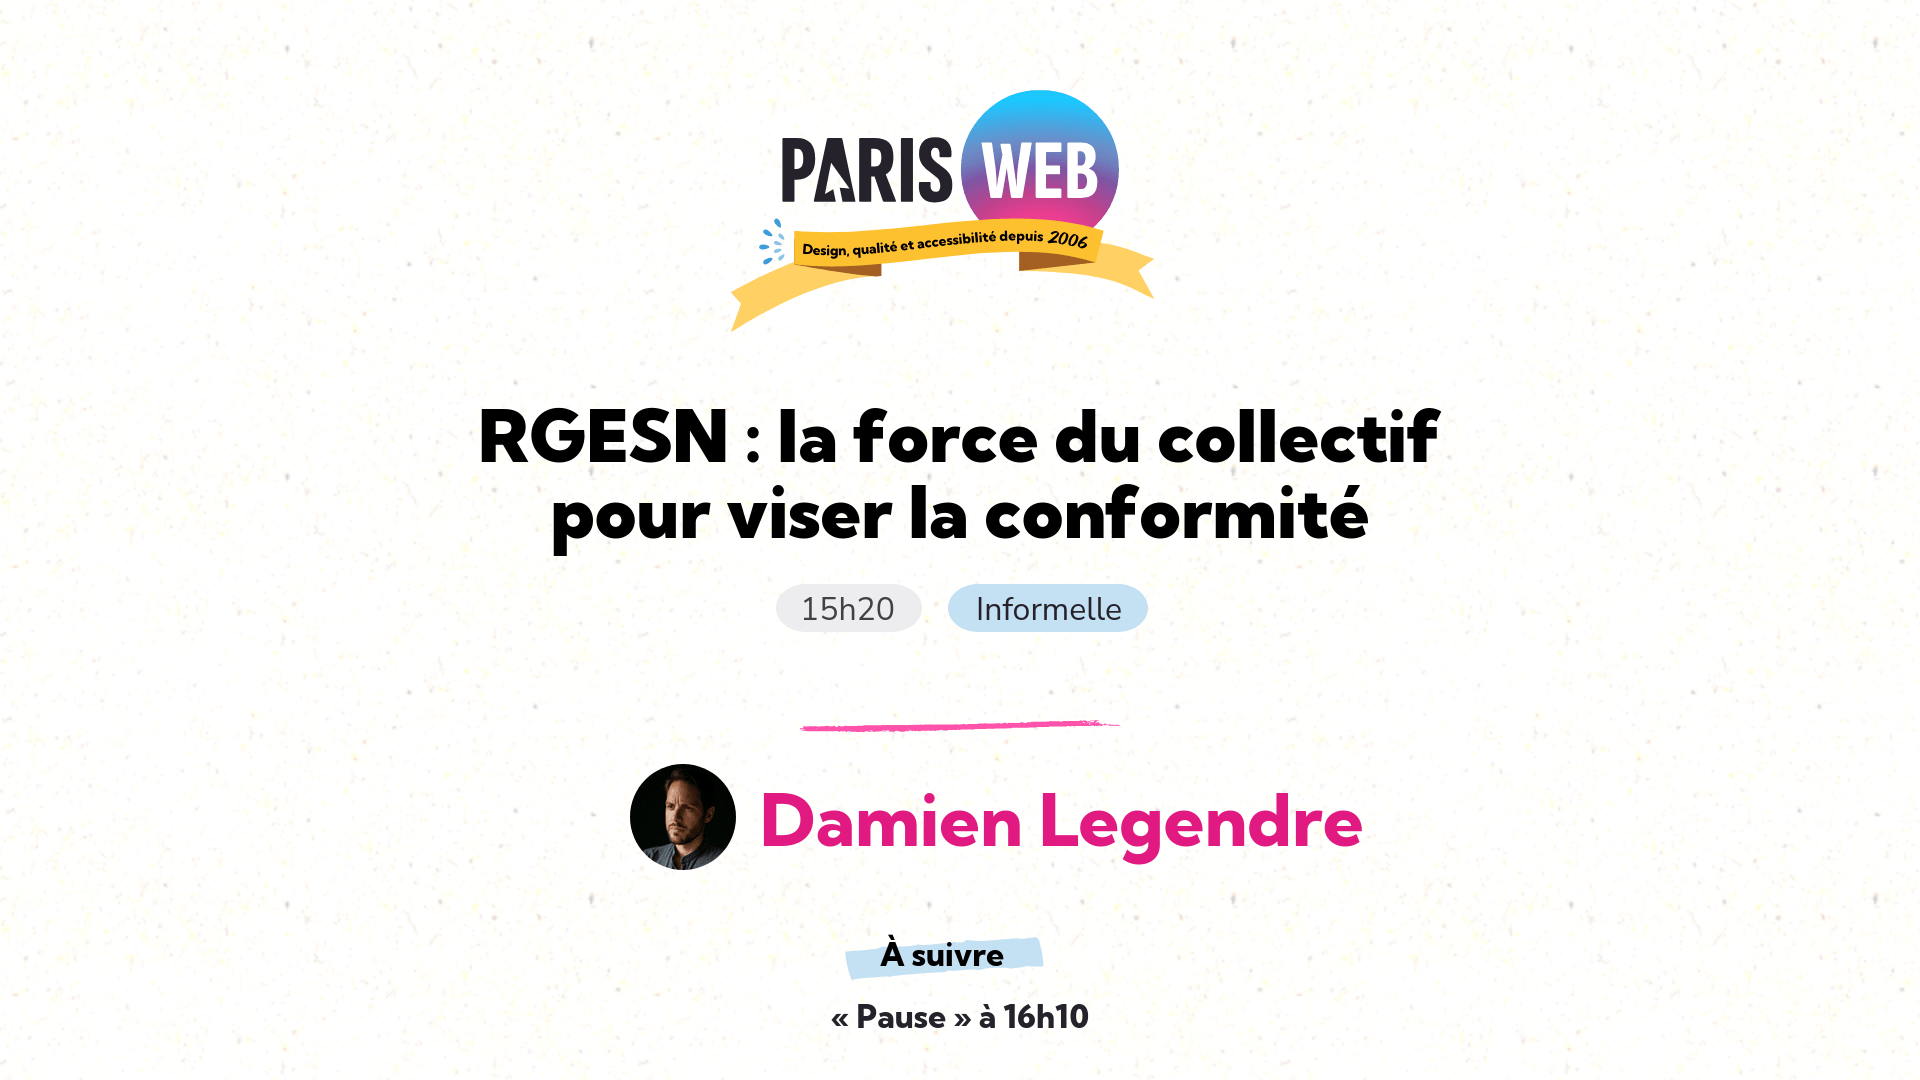 PARIS WEB
Design, qualité et accessibilité depuis 2006
RGESN : la force du collectif
pour viser la conformité
15h20 Informelle
Damien Legendre
À suivre
« Pause » à 16h10